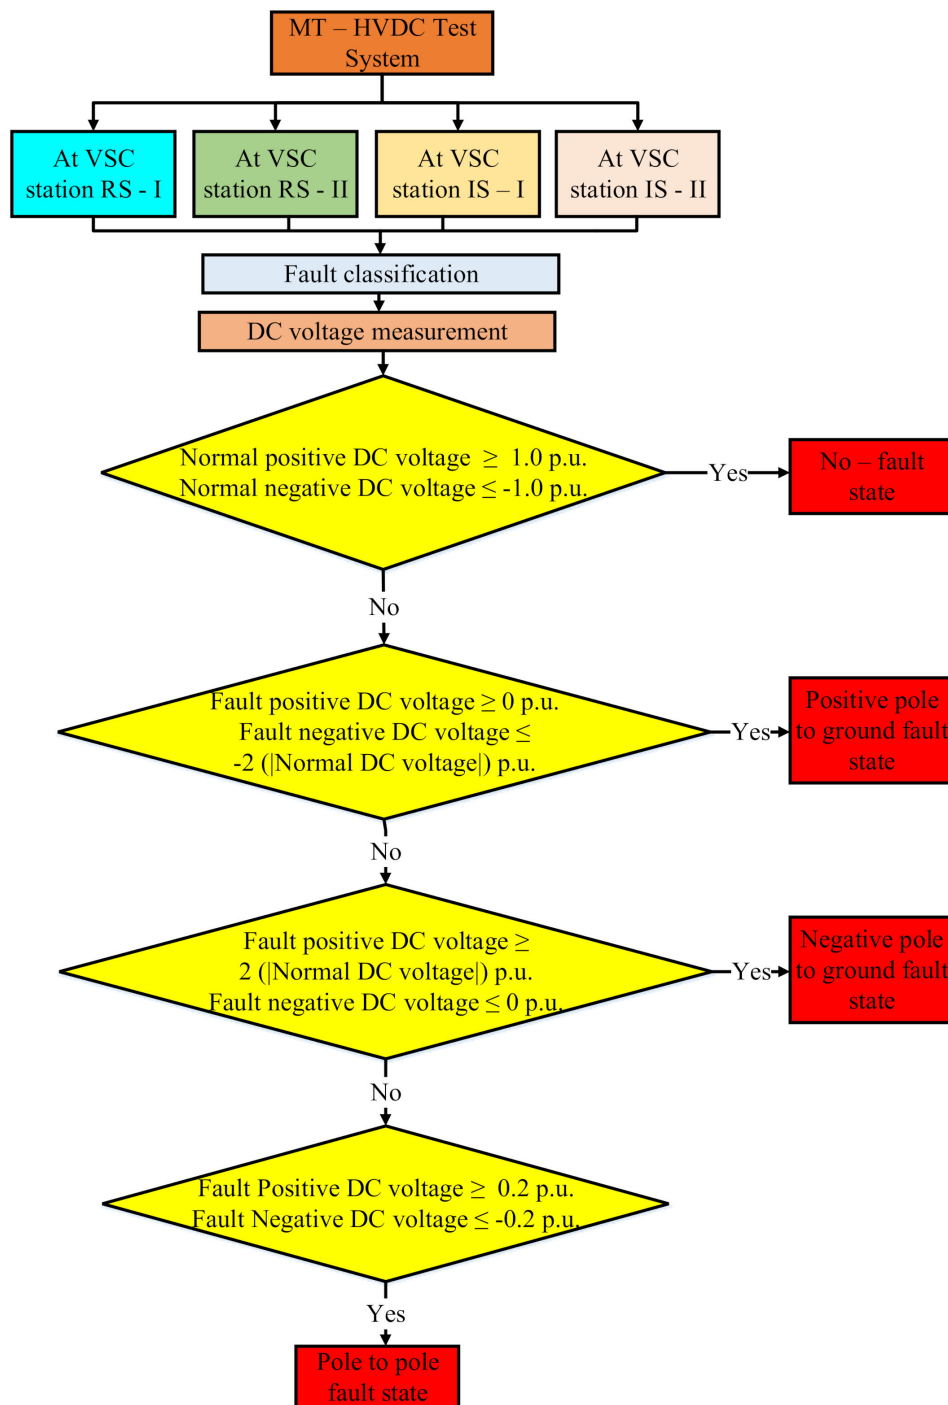 MT – HVDC Test
System
At VSC
station RS - I
At VSC
station RS - II
At VSC
station IS – I
At VSC
station IS - II
Fault classification
DC voltage measurement
Normal positive DC voltage ≥ 1.0 p.u.
Normal negative DC voltage ≤ -1.0 p.u.
Yes
No – fault
state
No
Fault positive DC voltage ≥ 0 p.u.
Fault negative DC voltage ≤
-2 (|Normal DC voltage|) p.u.
Yes
Positive pole
to ground fault
state
No
Fault positive DC voltage ≥
2 (|Normal DC voltage|) p.u.
Fault negative DC voltage ≤ 0 p.u.
Yes
Negative pole
to ground fault
state
No
Fault Positive DC voltage ≥ 0.2 p.u.
Fault Negative DC voltage ≤ -0.2 p.u.
Yes
Pole to pole
fault state